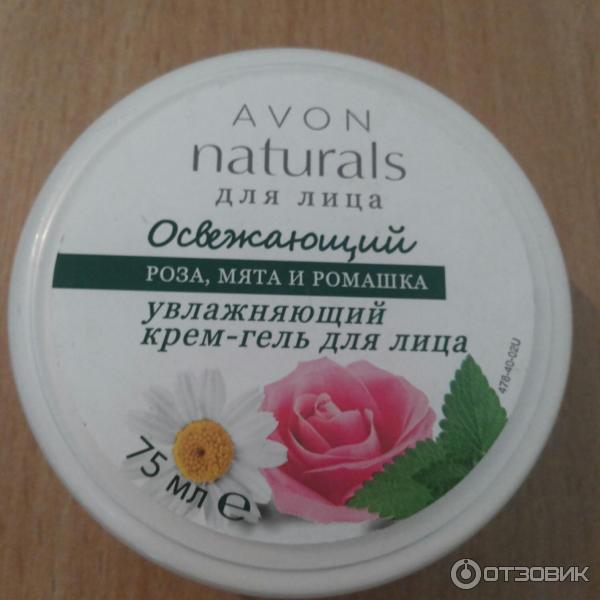 AVON
naturals
для лица
Освежающий
РОЗА, МЯТА И РОМАШКА
увлажняющий
крем-гель для лица
478-40-02U
75 мл e
ОТЗОВИК